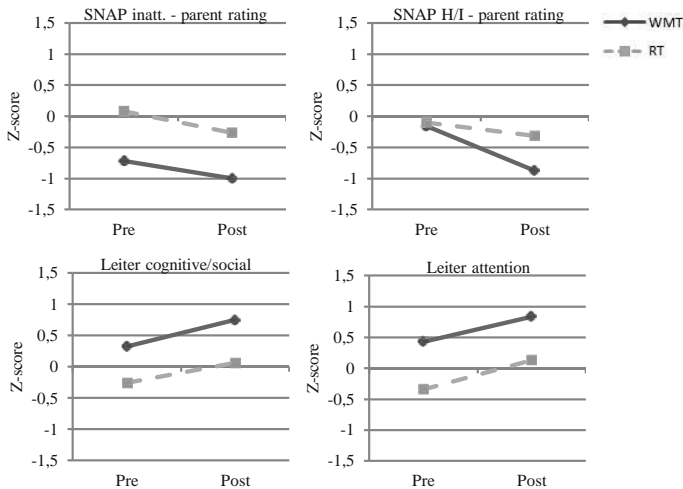 SNAP inatt. - parent rating
1,5
1
0,5
0
-0,5
-1
-1,5
Z-score
Pre Post
SNAP H/I - parent rating
1,5
1
0,5
0
-0,5
-1
-1,5
Z-score
Pre Post
WMT
RT
Leiter cognitive/social
1,5
1
0,5
0
-0,5
-1
-1,5
Z-score
Pre Post
Leiter attention
1,5
1
0,5
0
-0,5
-1
-1,5
Z-score
Pre Post